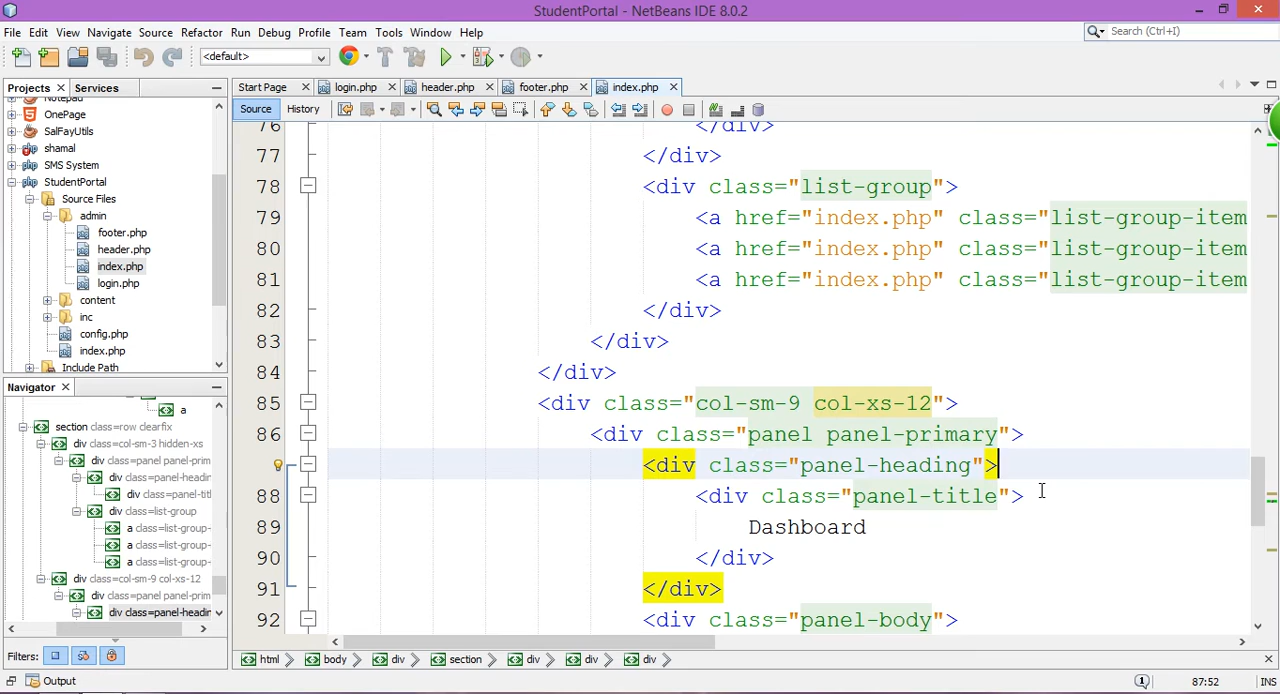 StudentPortal - NetBeans IDE 8.0.2
File Edit View Navigate Source Refactor Run Debug Profile Team Tools Window Help
Search (Ctrl+I)
<default>
Projects
Services
Start Page
login.php
header.php
footer.php
index.php
Source
History
Notepad
OnePage
SalFayUtils
shamal
SMS System
StudentPortal
Source Files
admin
footer.php
header.php
index.php
login.php
content
inc
config.php
index.php
Include Path
Navigator
a
section class=row clearfix
div class=col-sm-3 hidden-xs
div class=panel panel-prim
div class=panel-headin
div class=panel-tit
div class=list-group
a class=list-group-
a class=list-group-
a class=list-group-
div class=col-sm-9 col-xs-12
div class=panel panel-prim
div class=panel-headin
Filters:
Output
76 </div>
77 </div>
78 <div class="list-group">
79 <a href="index.php" class="list-group-item
80 <a href="index.php" class="list-group-item
81 <a href="index.php" class="list-group-item
82 </div>
83 </div>
84 </div>
85 <div class="col-sm-9 col-xs-12">
86 <div class="panel panel-primary">
<div class="panel-heading">
88 <div class="panel-title">
89 Dashboard
90 </div>
91 </div>
92 <div class="panel-body">
html body div section div div div
1
87:52
INS